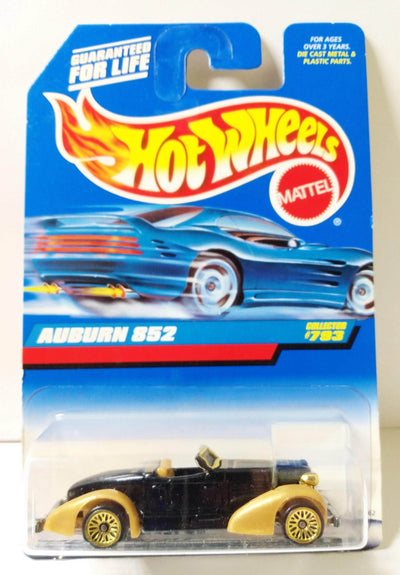 GUARANTEED
FOR LIFE
FOR AGES
OVER 3 YEARS.
DIE CAST METAL &
PLASTIC PARTS.
HOT WHEELS
MATTEL
®
AUBURN 852
COLLECTOR
#793